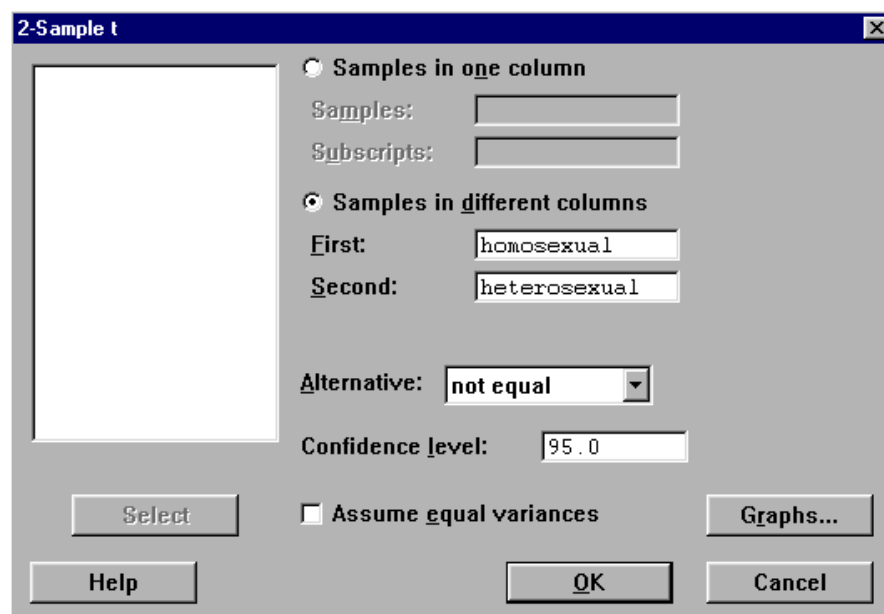 2-Sample t
Samples in one column
Samples:
Subscripts:
Samples in different columns
First: homosexual
Second: heterosexual
Alternative: not equal
Confidence level: 95.0
Select
Assume equal variances
Graphs...
Help
OK
Cancel